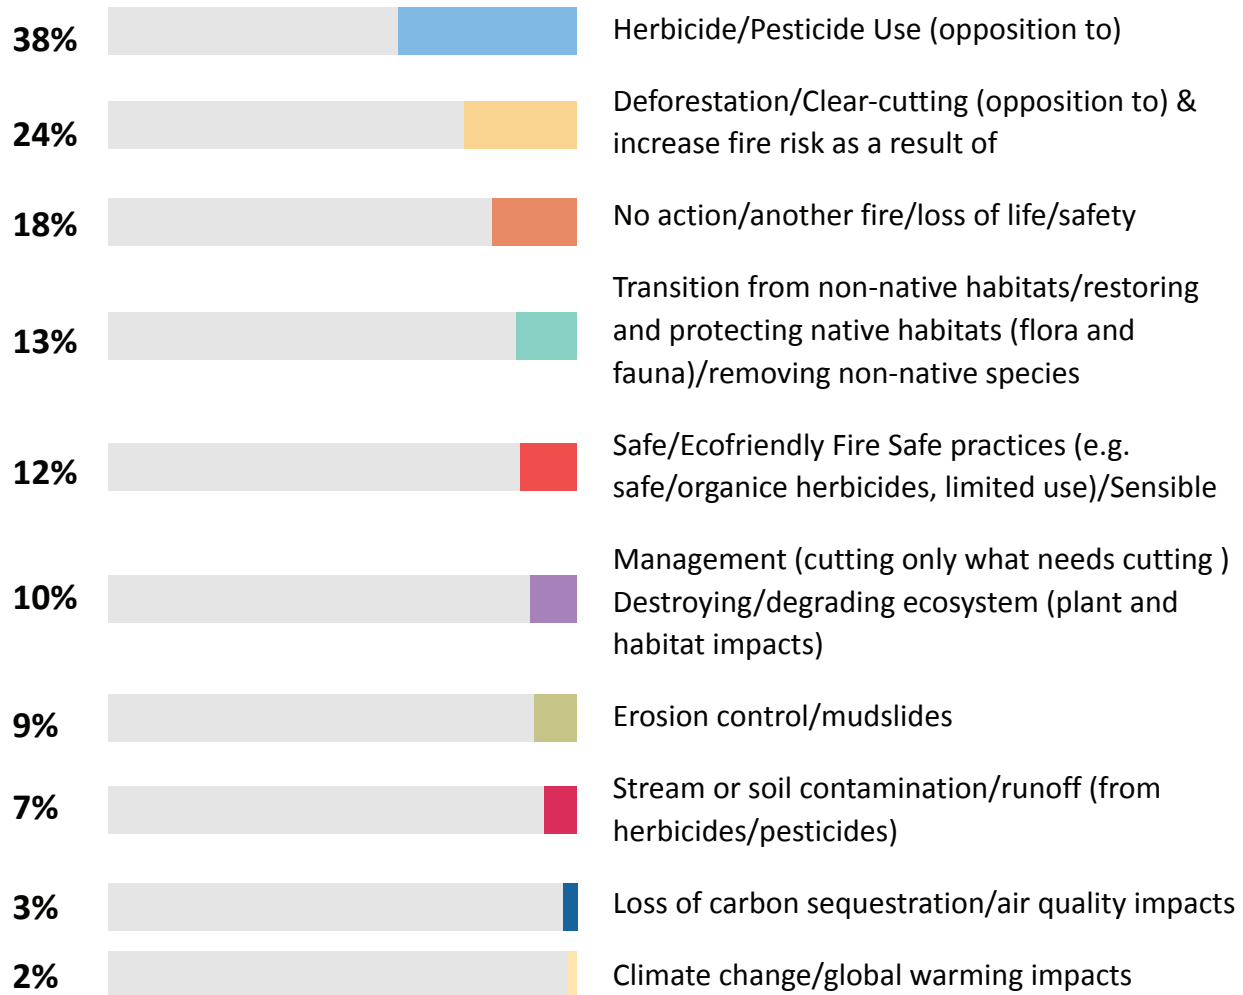 38%
Herbicide/Pesticide Use (opposition to)
24%
Deforestation/Clear-cutting (opposition to) &
increase fire risk as a result of
18%
No action/another fire/loss of life/safety
13%
Transition from non-native habitats/restoring
and protecting native habitats (flora and
fauna)/removing non-native species
12%
Safe/Ecofriendly Fire Safe practices (e.g.
safe/organice herbicides, limited use)/Sensible
10%
Management (cutting only what needs cutting )
Destroying/degrading ecosystem (plant and
habitat impacts)
9%
Erosion control/mudslides
7%
Stream or soil contamination/runoff (from
herbicides/pesticides)
3%
Loss of carbon sequestration/air quality impacts
2%
Climate change/global warming impacts